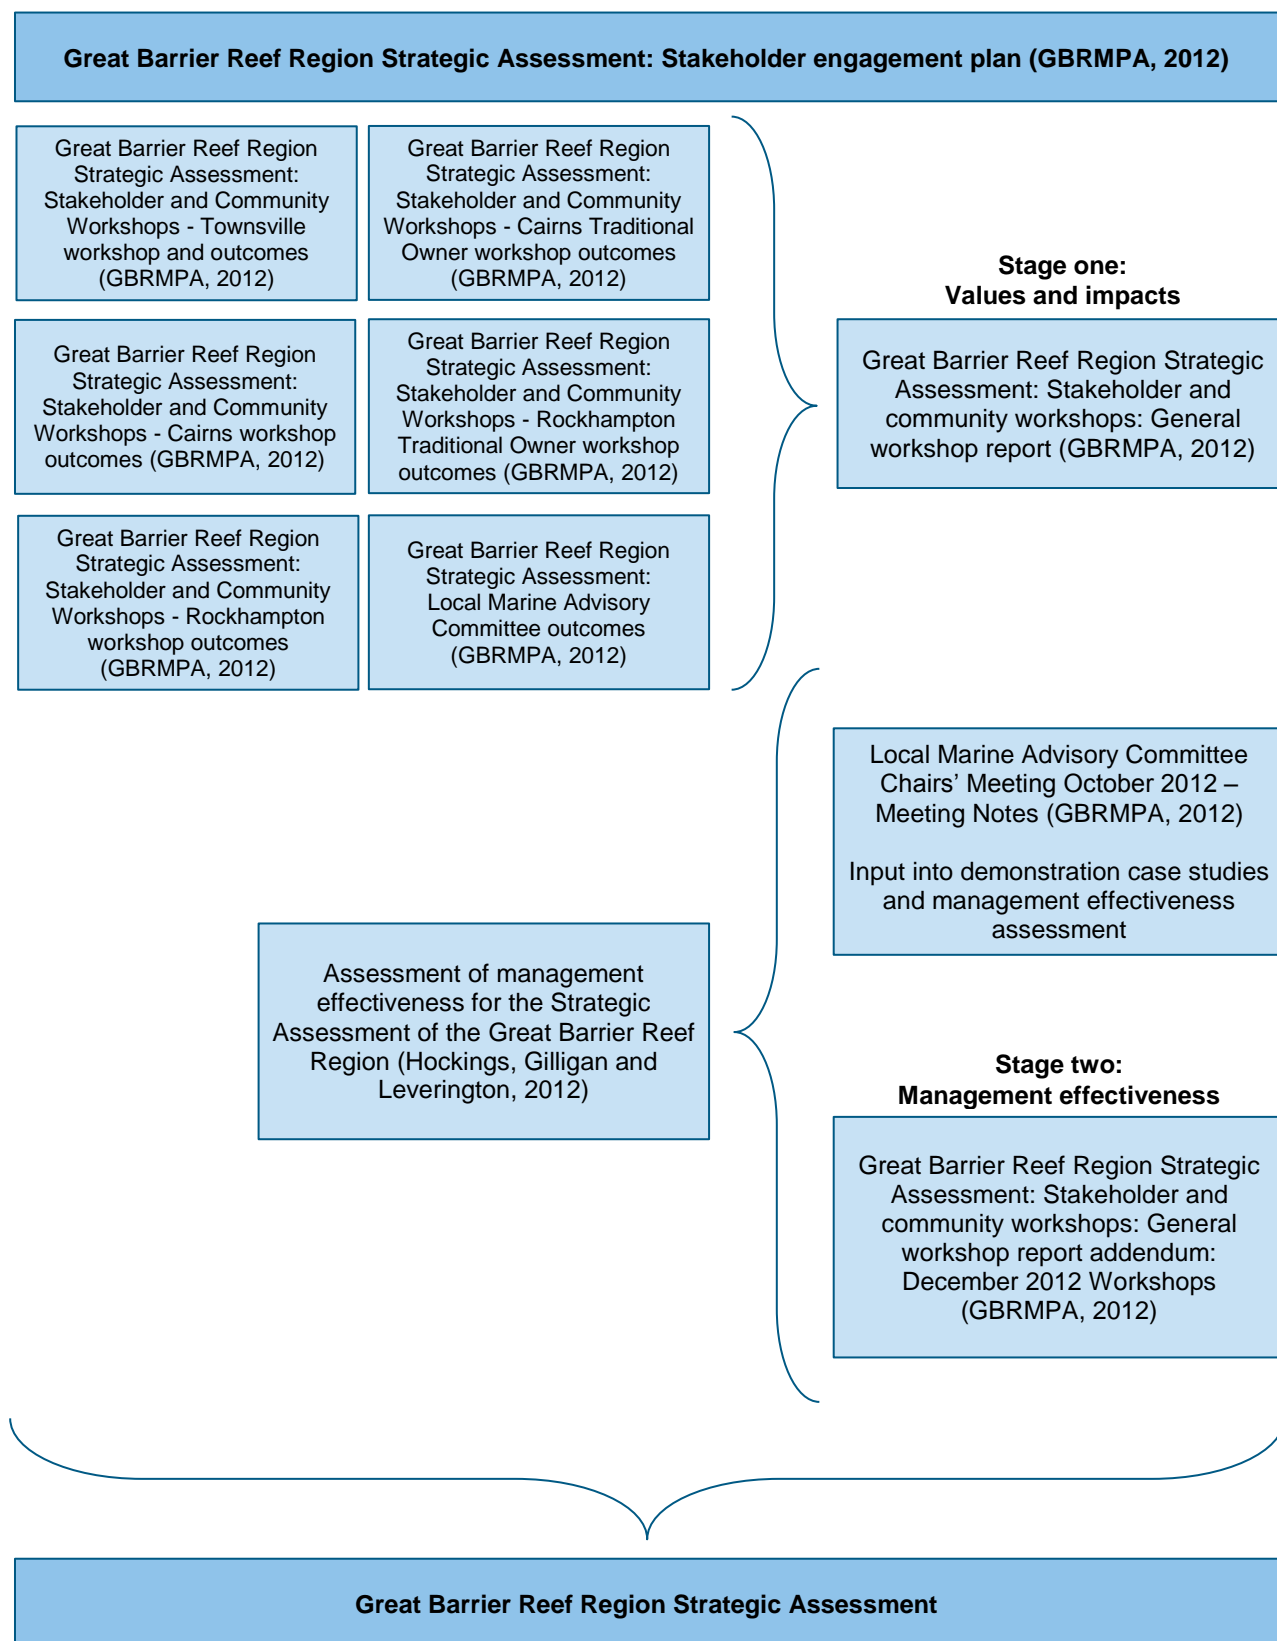 Great Barrier Reef Region Strategic Assessment: Stakeholder engagement plan (GBRMPA, 2012)
Great Barrier Reef Region
Strategic Assessment:
Stakeholder and Community
Workshops - Townsville
workshop and outcomes
(GBRMPA, 2012)
Great Barrier Reef Region
Strategic Assessment:
Stakeholder and Community
Workshops - Cairns Traditional
Owner workshop outcomes
(GBRMPA, 2012)
Great Barrier Reef Region
Strategic Assessment:
Stakeholder and Community
Workshops - Cairns workshop
outcomes (GBRMPA, 2012)
Great Barrier Reef Region
Strategic Assessment:
Stakeholder and Community
Workshops - Rockhampton
Traditional Owner workshop
outcomes (GBRMPA, 2012)
Great Barrier Reef Region
Strategic Assessment:
Stakeholder and Community
Workshops - Rockhampton
workshop outcomes
(GBRMPA, 2012)
Great Barrier Reef Region
Strategic Assessment:
Local Marine Advisory
Committee outcomes
(GBRMPA, 2012)
Stage one:
Values and impacts
Great Barrier Reef Region Strategic
Assessment: Stakeholder and
community workshops: General
workshop report (GBRMPA, 2012)
Local Marine Advisory Committee
Chairs’ Meeting October 2012 –
Meeting Notes (GBRMPA, 2012)
Input into demonstration case studies
and management effectiveness
assessment
Assessment of management
effectiveness for the Strategic
Assessment of the Great Barrier Reef
Region (Hockings, Gilligan and
Leverington, 2012)
Stage two:
Management effectiveness
Great Barrier Reef Region Strategic
Assessment: Stakeholder and
community workshops: General
workshop report addendum:
December 2012 Workshops
(GBRMPA, 2012)
Great Barrier Reef Region Strategic Assessment